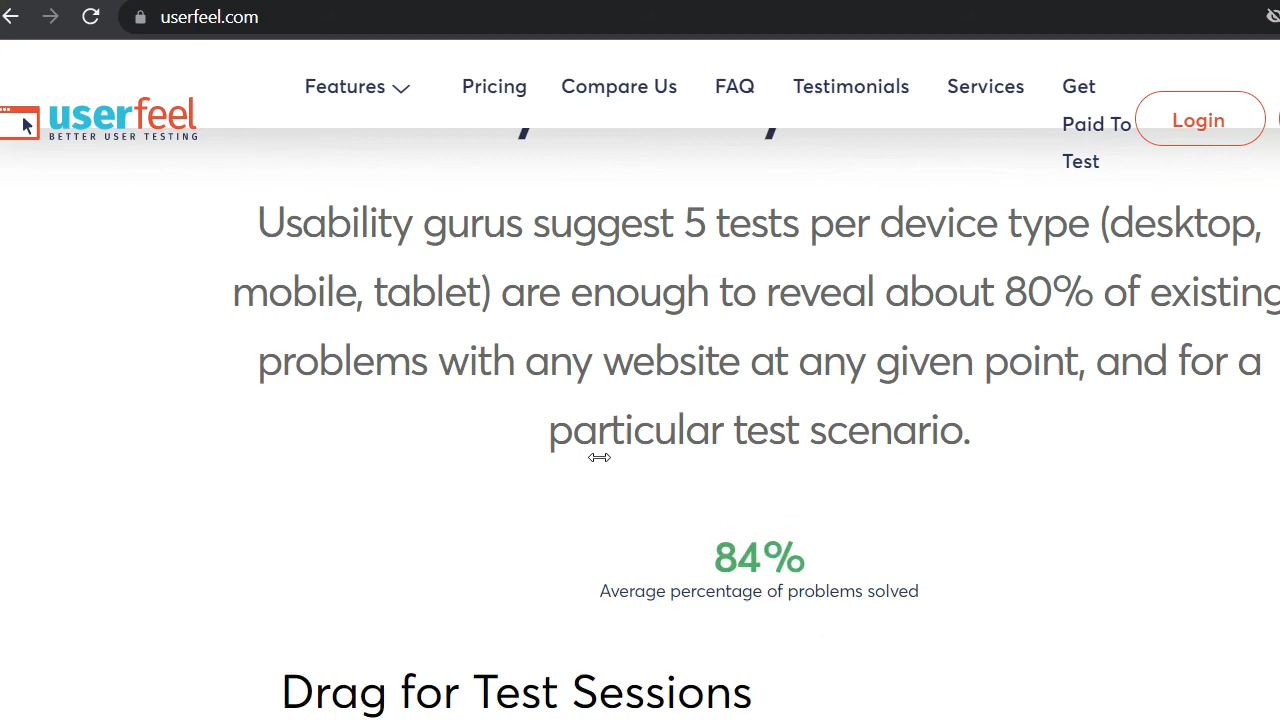 userfeel.com
Features
Pricing
Compare Us
FAQ
Testimonials
Services
Get
Paid To
Test
Login
userfeel
BETTER USER TESTING
Usability gurus suggest 5 tests per device type (desktop,
mobile, tablet) are enough to reveal about 80% of existing
problems with any website at any given point, and for a
particular test scenario.
84%
Average percentage of problems solved
Drag for Test Sessions